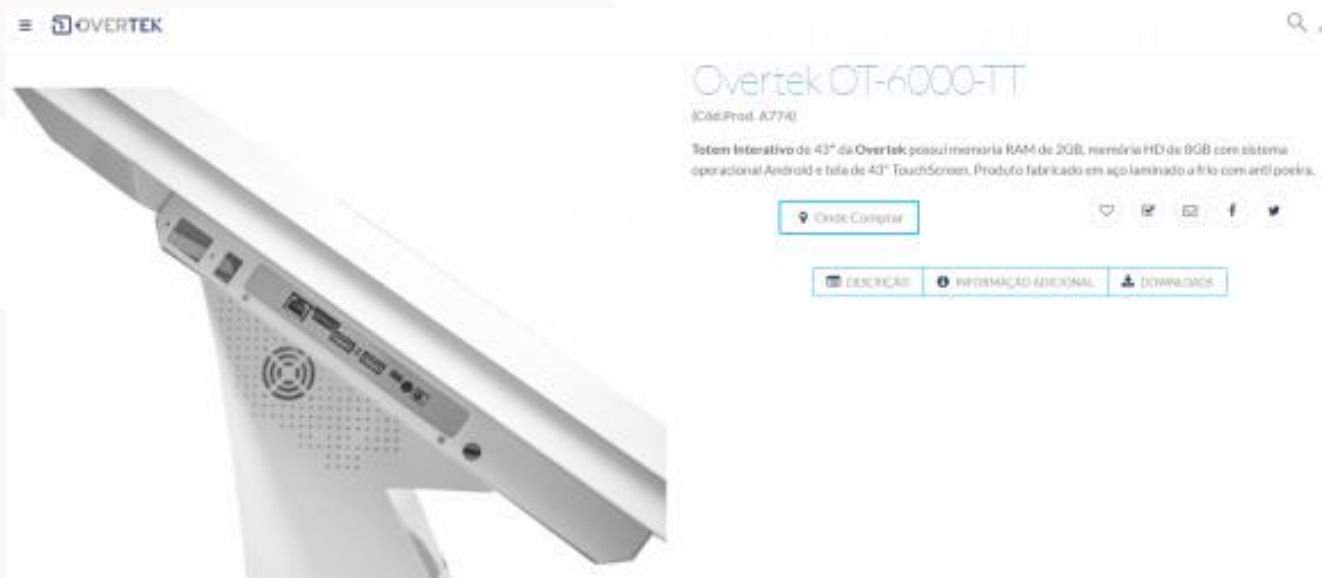 OVERTEK
Overtek OT-6000-TT
(Cód.Prod. A774)
Totem Interativo de 43" da Overtek possui memoria RAM de 2GB, memória HD de 8GB com sistema
operacional Android e tela de 43" TouchScreen. Produto fabricado em aço laminado a frio com anti poeira.
Onde Comprar
DESCRIÇÃO
INFORMAÇÃO ADICIONAL
DOWNLOADS